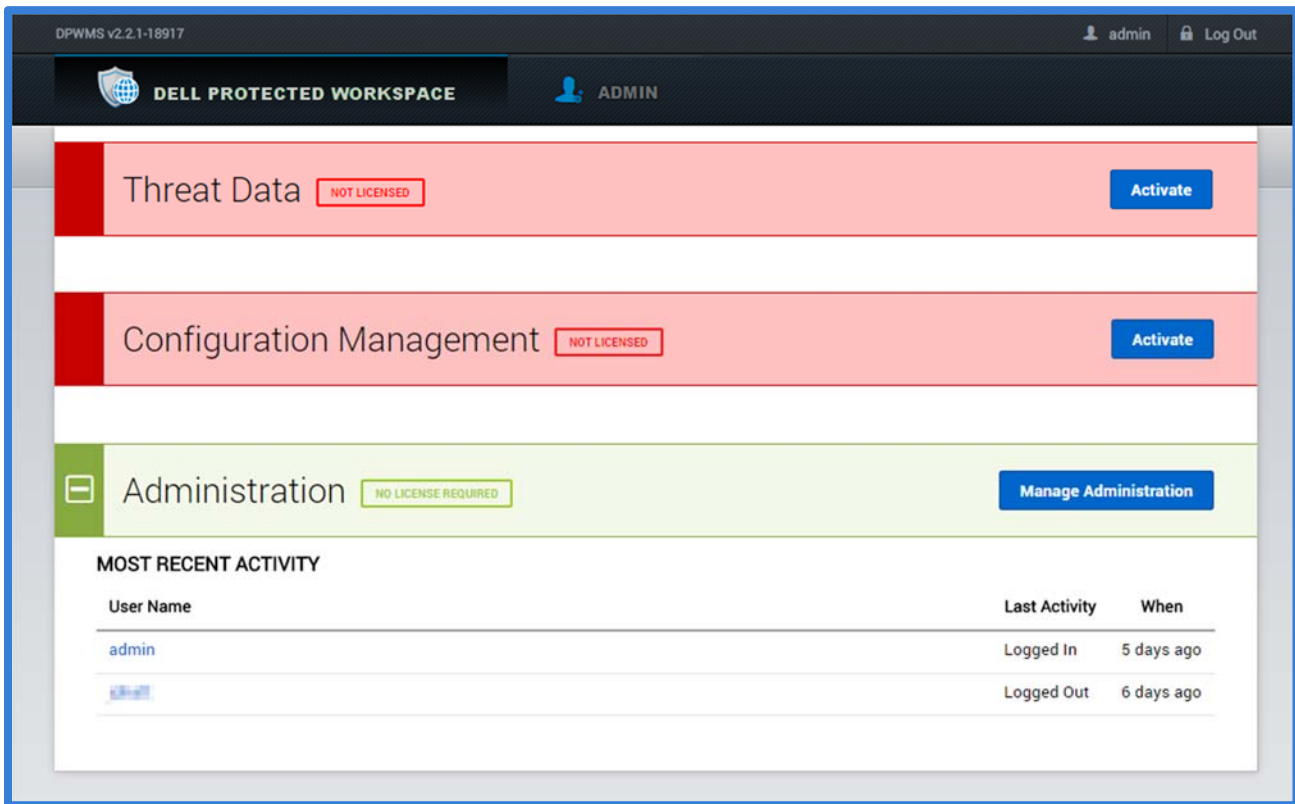 DPWMS v2.2.1-18917 admin Log Out
DELL PROTECTED WORKSPACE ADMIN
Threat Data NOT LICENSED Activate
Configuration Management NOT LICENSED Activate
Administration NO LICENSE REQUIRED Manage Administration
MOST RECENT ACTIVITY
User Name Last Activity When
admin Logged In 5 days ago
Logged Out 6 days ago